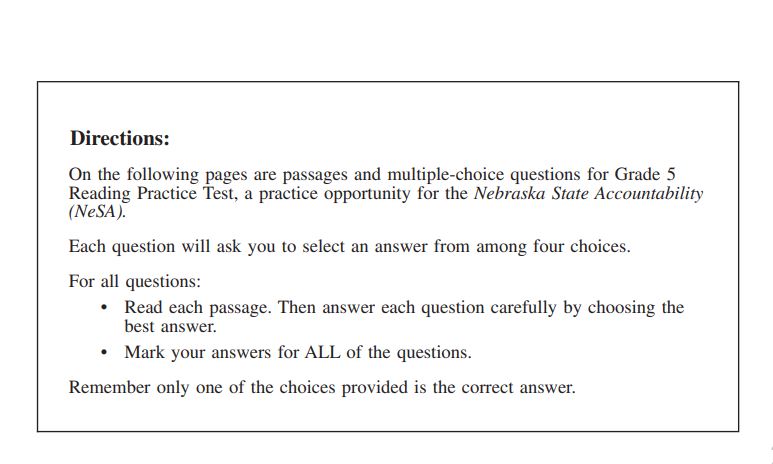 Directions:
On the following pages are passages and multiple-choice questions for Grade 5
Reading Practice Test, a practice opportunity for the Nebraska State Accountability
(NeSA).
Each question will ask you to select an answer from among four choices.
For all questions:
• Read each passage. Then answer each question carefully by choosing the
best answer.
• Mark your answers for ALL of the questions.
Remember only one of the choices provided is the correct answer.